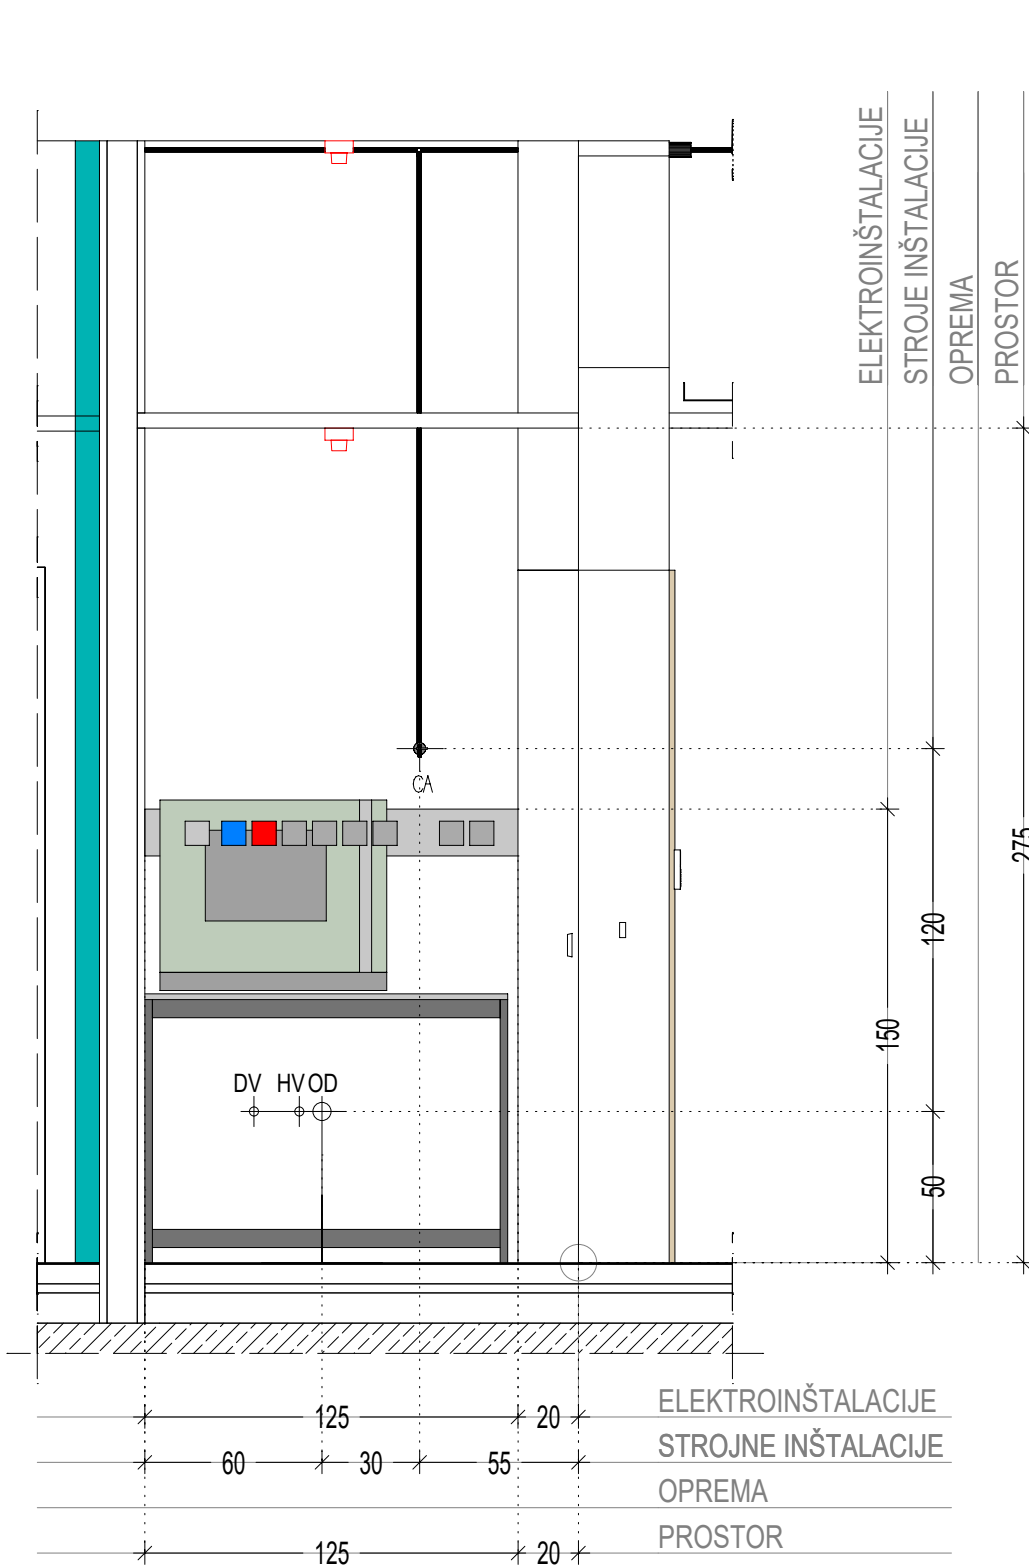 ELEKTROINŠTALACIJE
STROJE INŠTALACIJE
OPREMA
PROSTOR
CA
275
120
150
DV HV OD
50
125 20 ELEKTROINŠTALACIJE
60 30 55 STROJNE INŠTALACIJE
OPREMA
125 20 PROSTOR